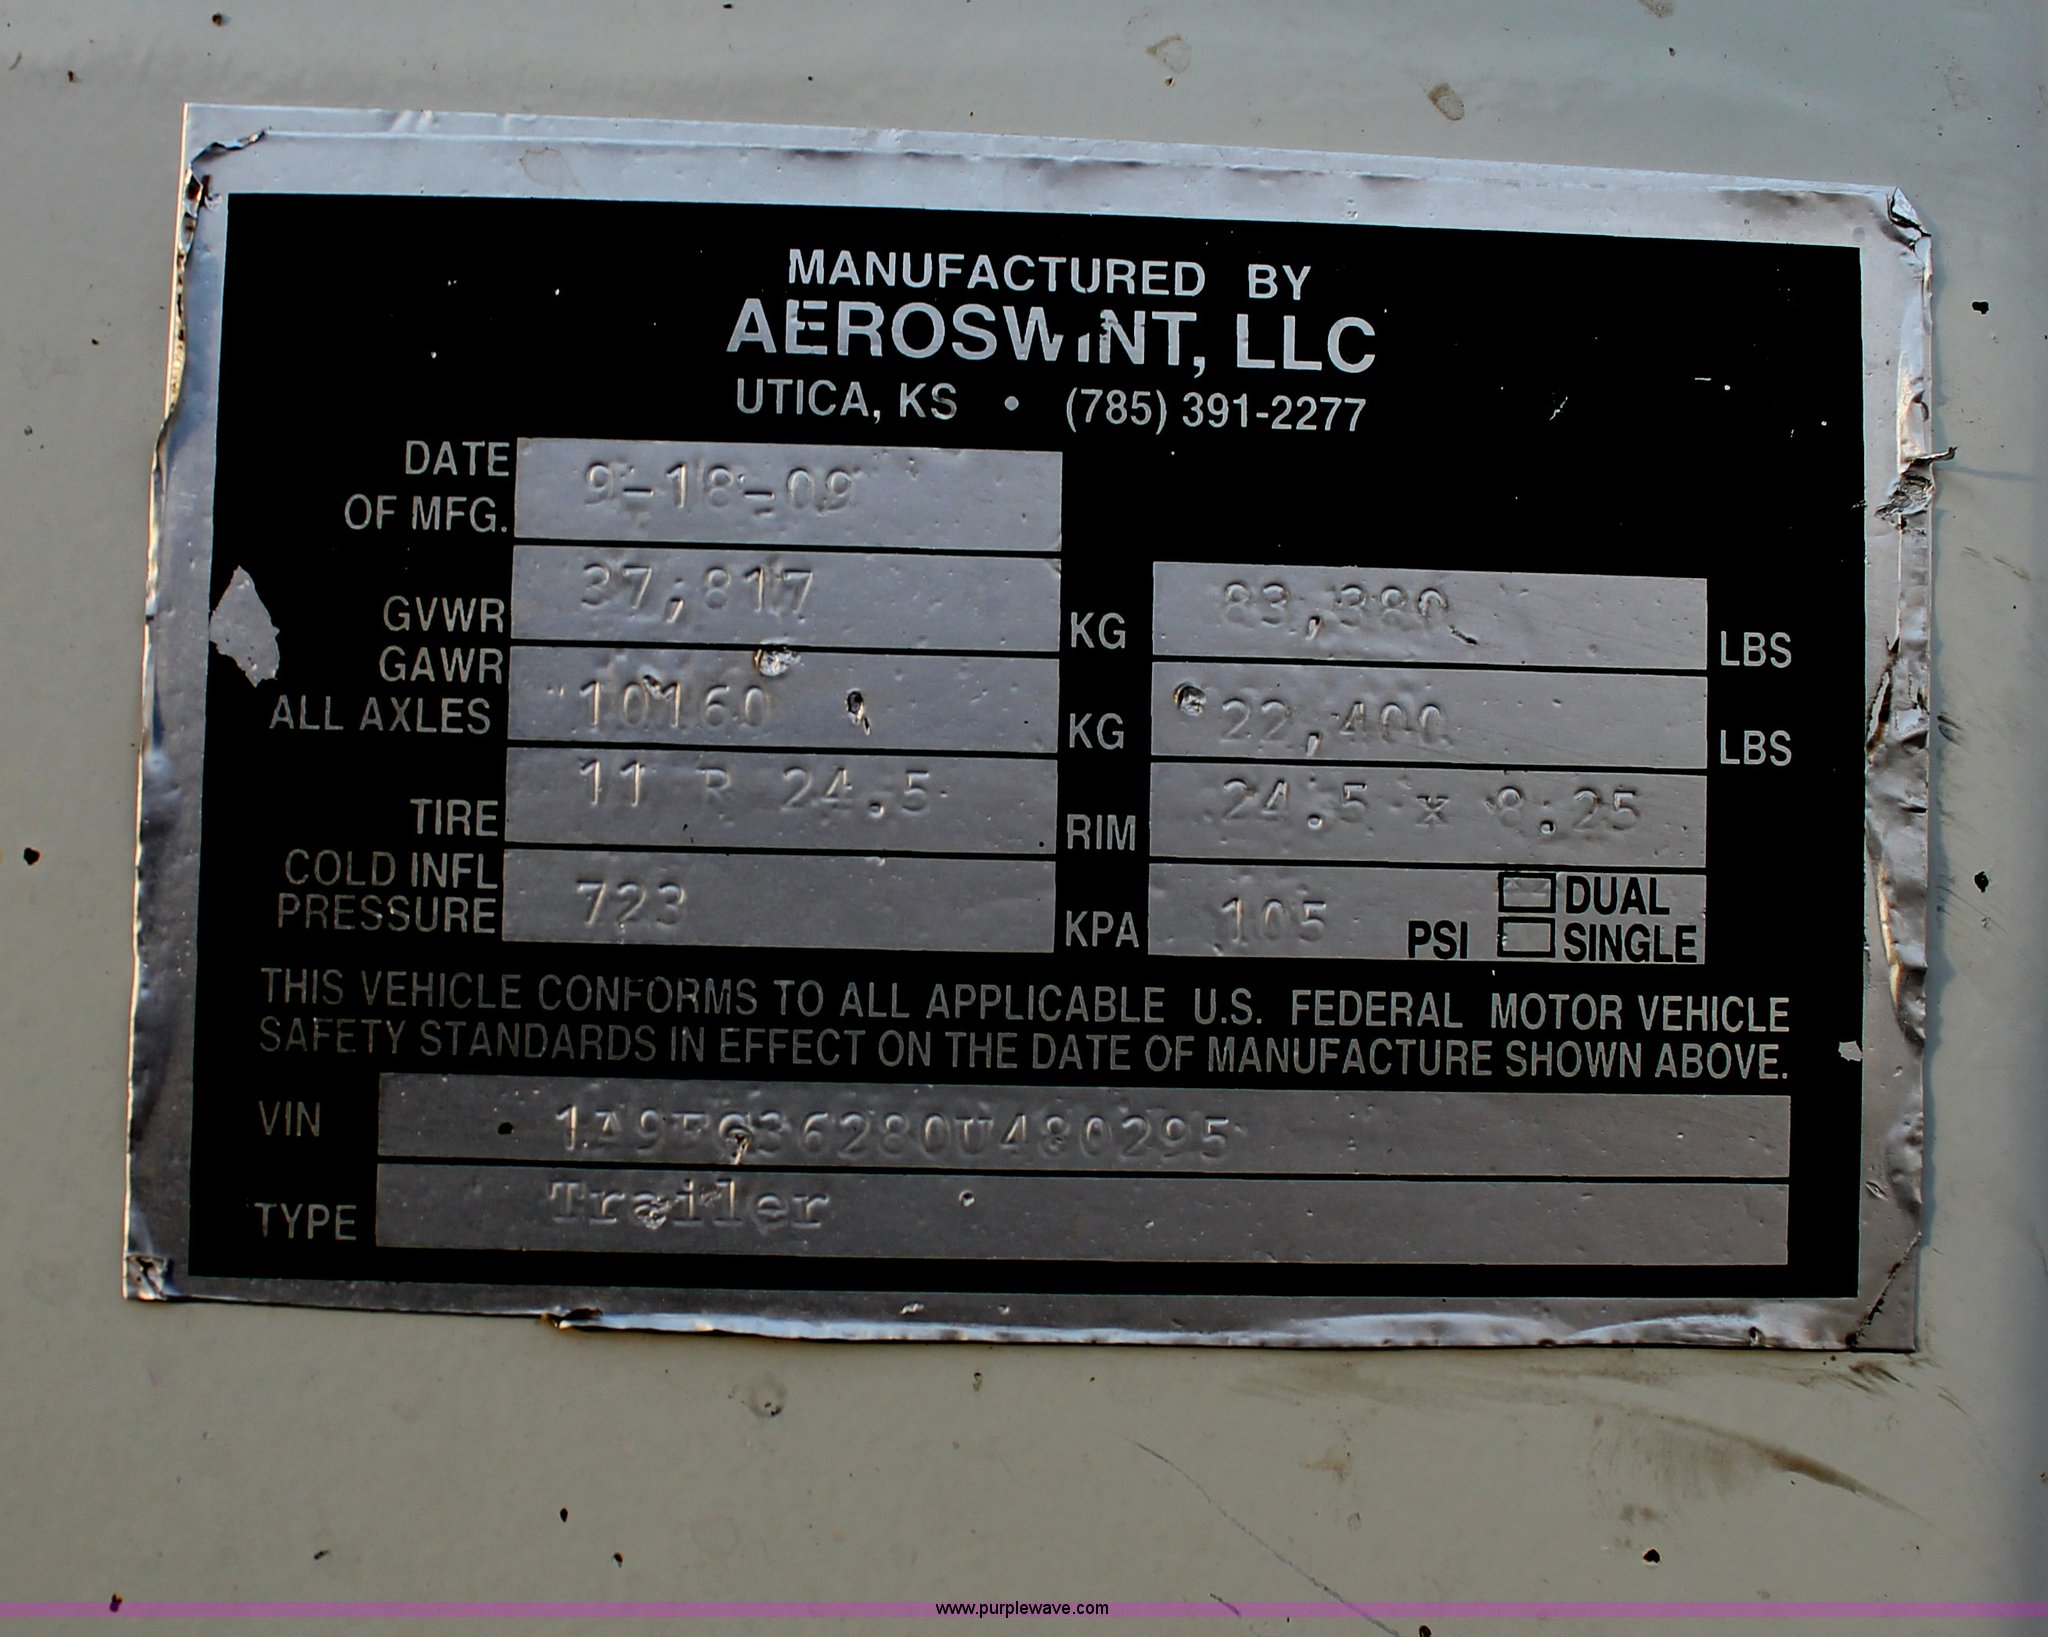 MANUFACTURED BY
AEROSWINT, LLC
UTICA, KS • (785) 391-2277
DATE OF MFG. 9-18-09
GVWR 37,817 KG 83,380 LBS
GAWR ALL AXLES 10160 KG 22,400 LBS
TIRE 11 R 24.5 RIM 24.5 x 8.25
COLD INFL PRESSURE 723 KPA 105 PSI DUAL SINGLE
THIS VEHICLE CONFORMS TO ALL APPLICABLE U.S. FEDERAL MOTOR VEHICLE
SAFETY STANDARDS IN EFFECT ON THE DATE OF MANUFACTURE SHOWN ABOVE.
VIN
TYPE Trailer
www.purplewave.com